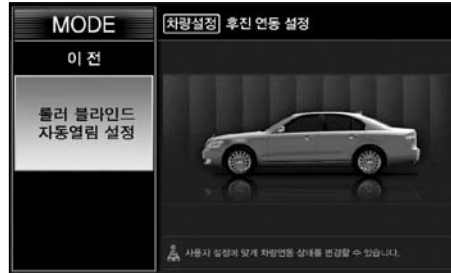 MODE
차량설정 후진 연동 설정
이 전
롤러 블라인드
자동열림 설정
사용자 설정에 맞게 차량연동 상태를 변경할 수 있습니다.